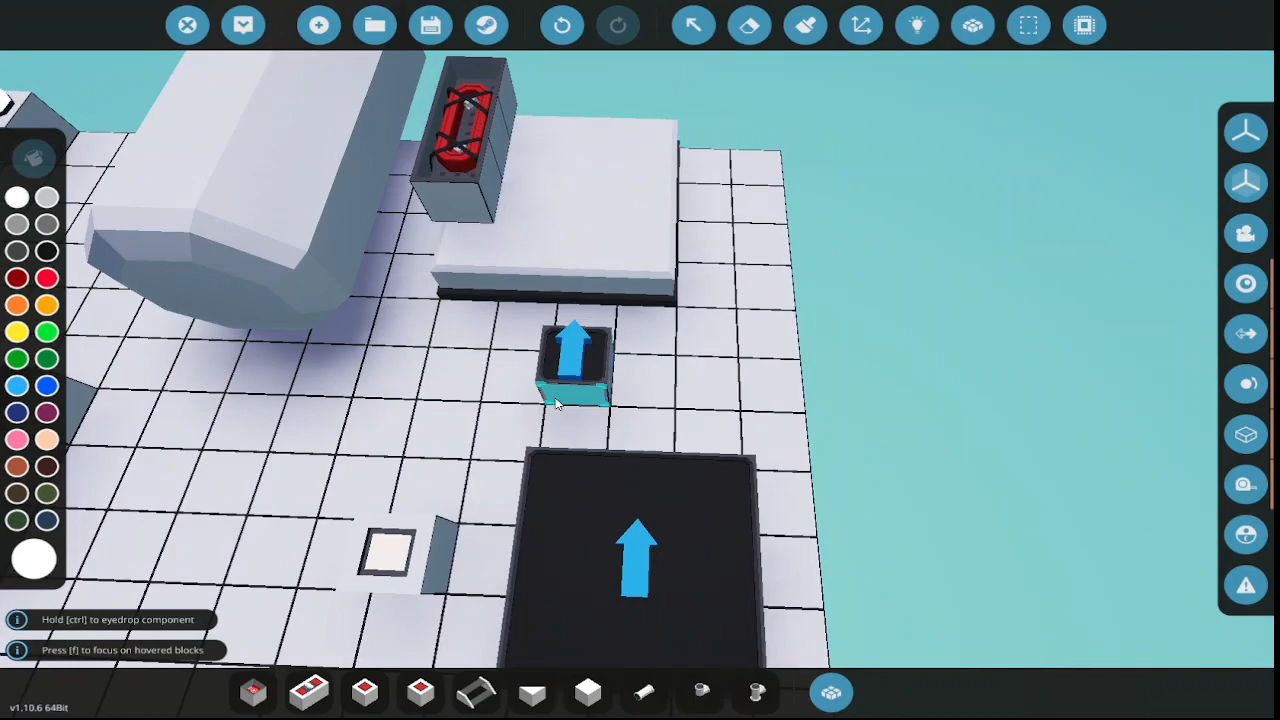 Hold [ctrl] to eyedrop component
Press [f] to focus on hovered blocks
v1.10.6 64Bit